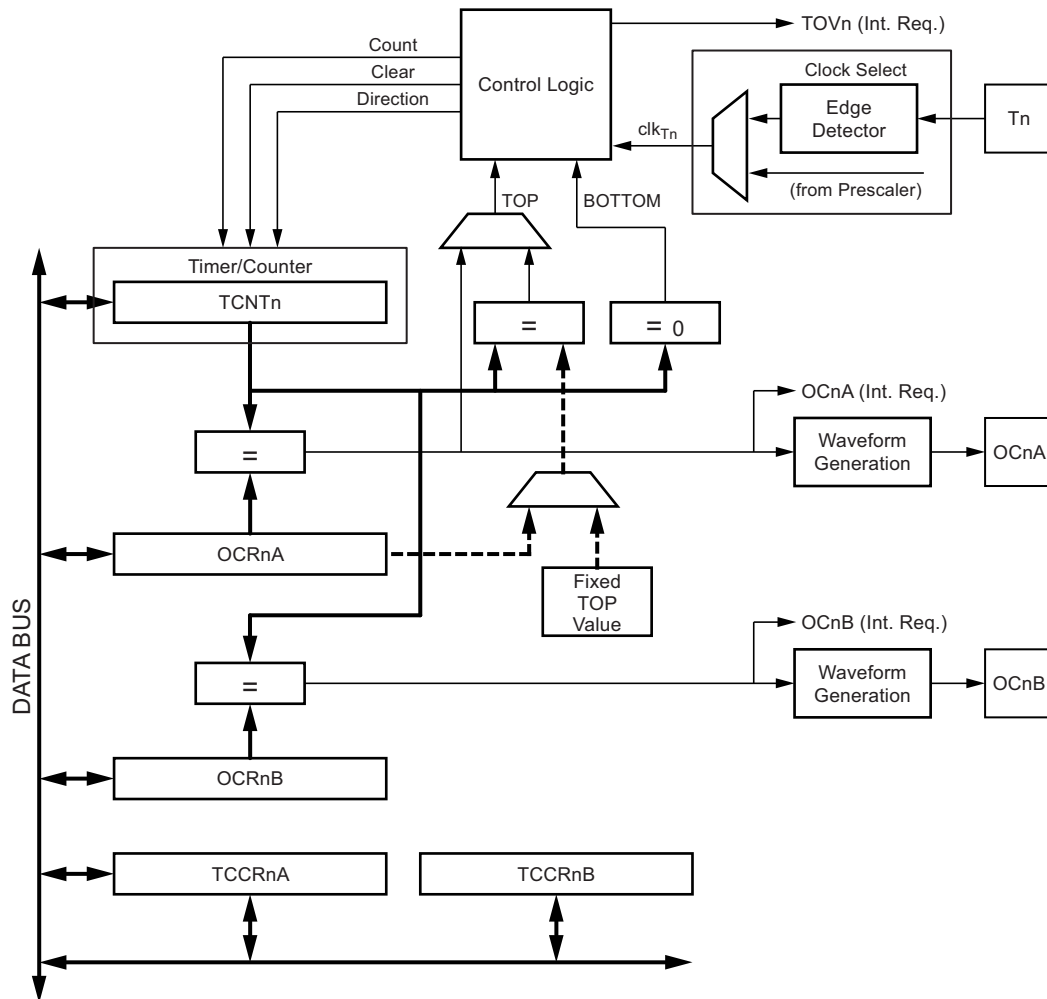 TOVn (Int. Req.)
Count
Clear
Direction
Control Logic
Clock Select
Edge
Detector
Tn
clkTn
(from Prescaler)
TOP
BOTTOM
Timer/Counter
TCNTn
=
= 0
OCnA (Int. Req.)
=
Waveform
Generation
OCnA
OCRnA
Fixed
TOP
Value
DATA BUS
OCnB (Int. Req.)
=
Waveform
Generation
OCnB
OCRnB
TCCRnA
TCCRnB